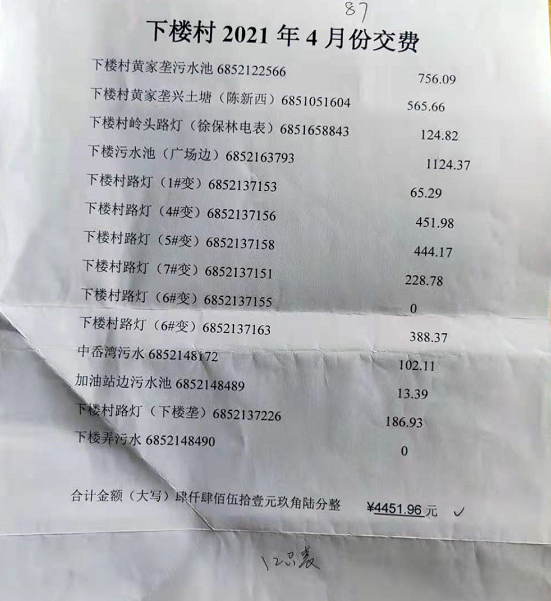 87
下楼村 2021 年 4 月份交费
下楼村黄家垄污水池 6852122566 756.09
下楼村黄家垄兴土塘（陈新西）6851051604 565.66
下楼村岭头路灯（徐保林电表）6851658843 124.82
下楼污水池（广场边）6852163793 1124.37
下楼村路灯（1#变）6852137153 65.29
下楼村路灯（4#变）6852137156 451.98
下楼村路灯（5#变）6852137158 444.17
下楼村路灯（7#变）6852137151 228.78
下楼村路灯（6#变）6852137155 0
下楼村路灯（6#变）6852137163 388.37
中岙湾污水 6852148172 102.11
加油站边污水池 6852148489 13.39
下楼村路灯（下楼垄）6852137226 186.93
下楼弄污水 6852148490 0
合计金额（大写）肆仟肆佰伍拾壹元玖角陆分整 ¥4451.96 元 ✓
12只表